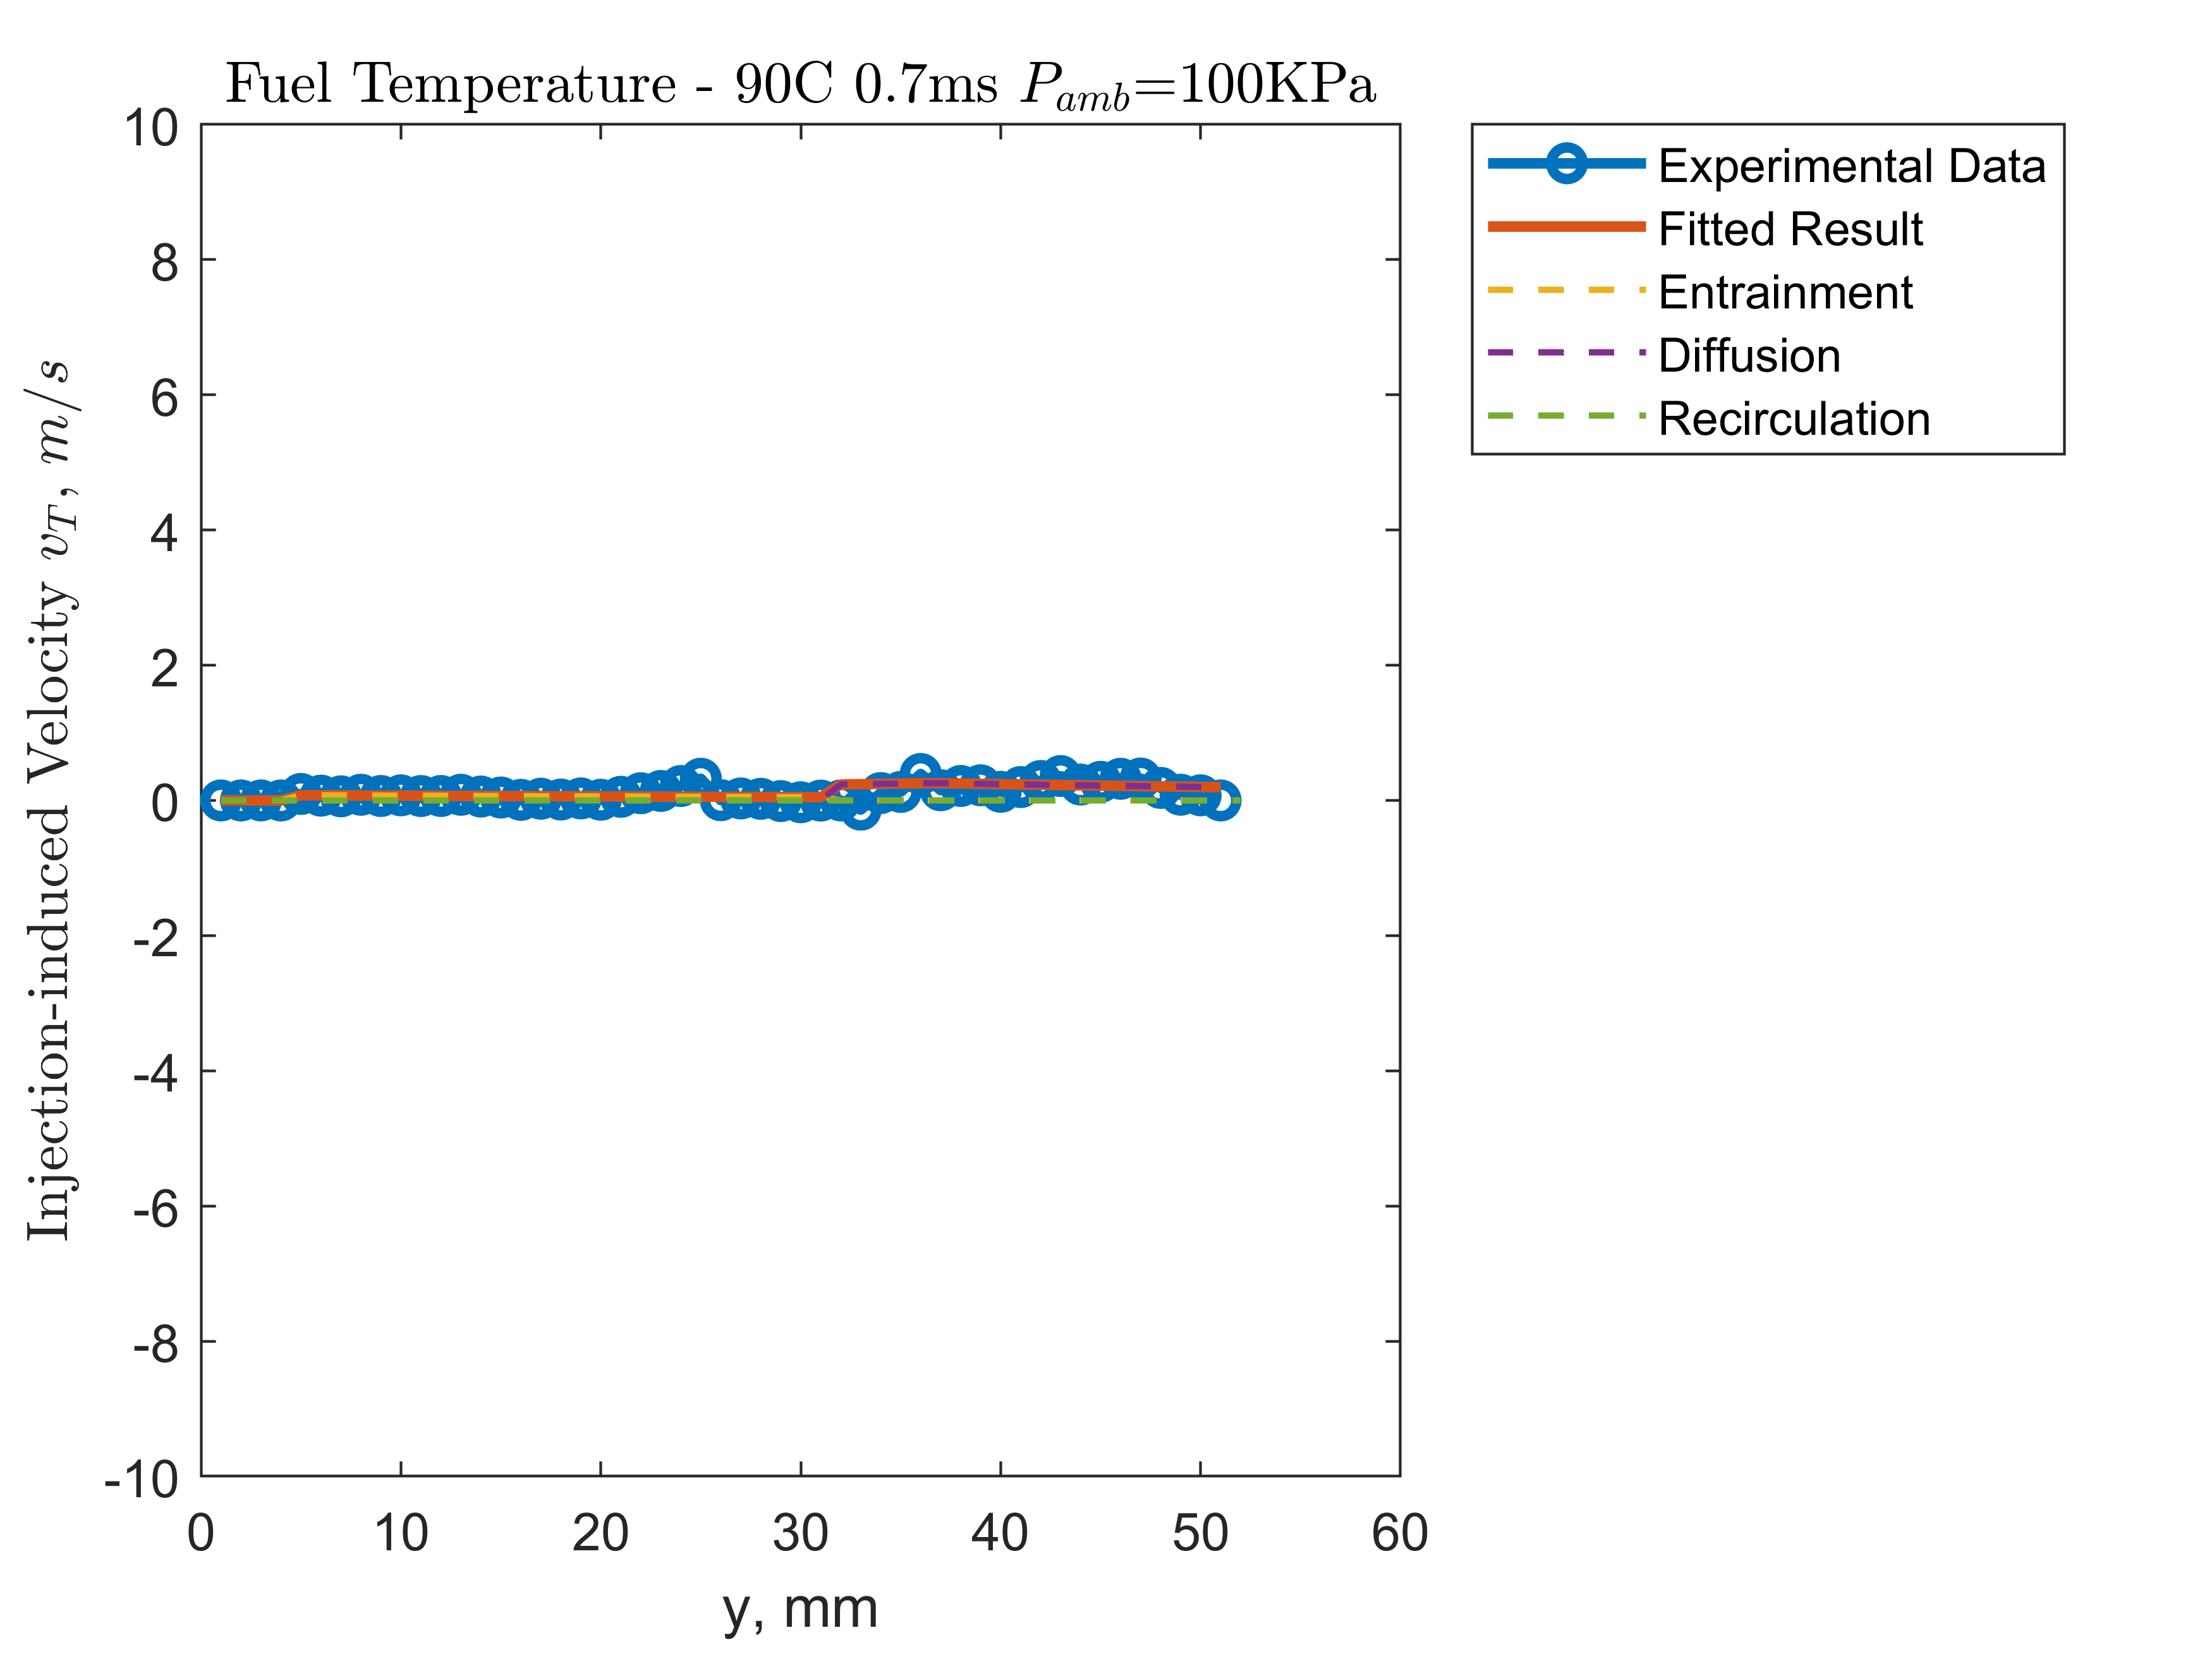 Fuel Temperature - 90C 0.7ms P_amb=100KPa
10
8
6
4
2
0
-2
-4
-6
-8
-10
Injection-induced Velocity v_T, m/s
0 10 20 30 40 50 60
y, mm
Experimental Data
Fitted Result
Entrainment
Diffusion
Recirculation